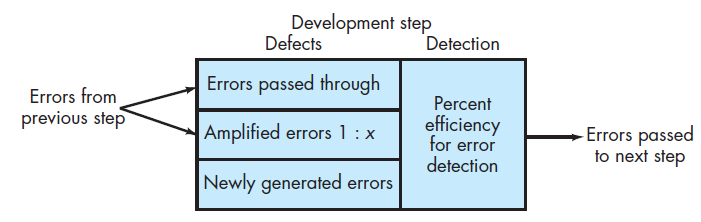 Development step
Defects
Detection
Errors from
previous step
Errors passed through
Amplified errors 1 : x
Newly generated errors
Percent
efficiency
for error
detection
Errors passed
to next step